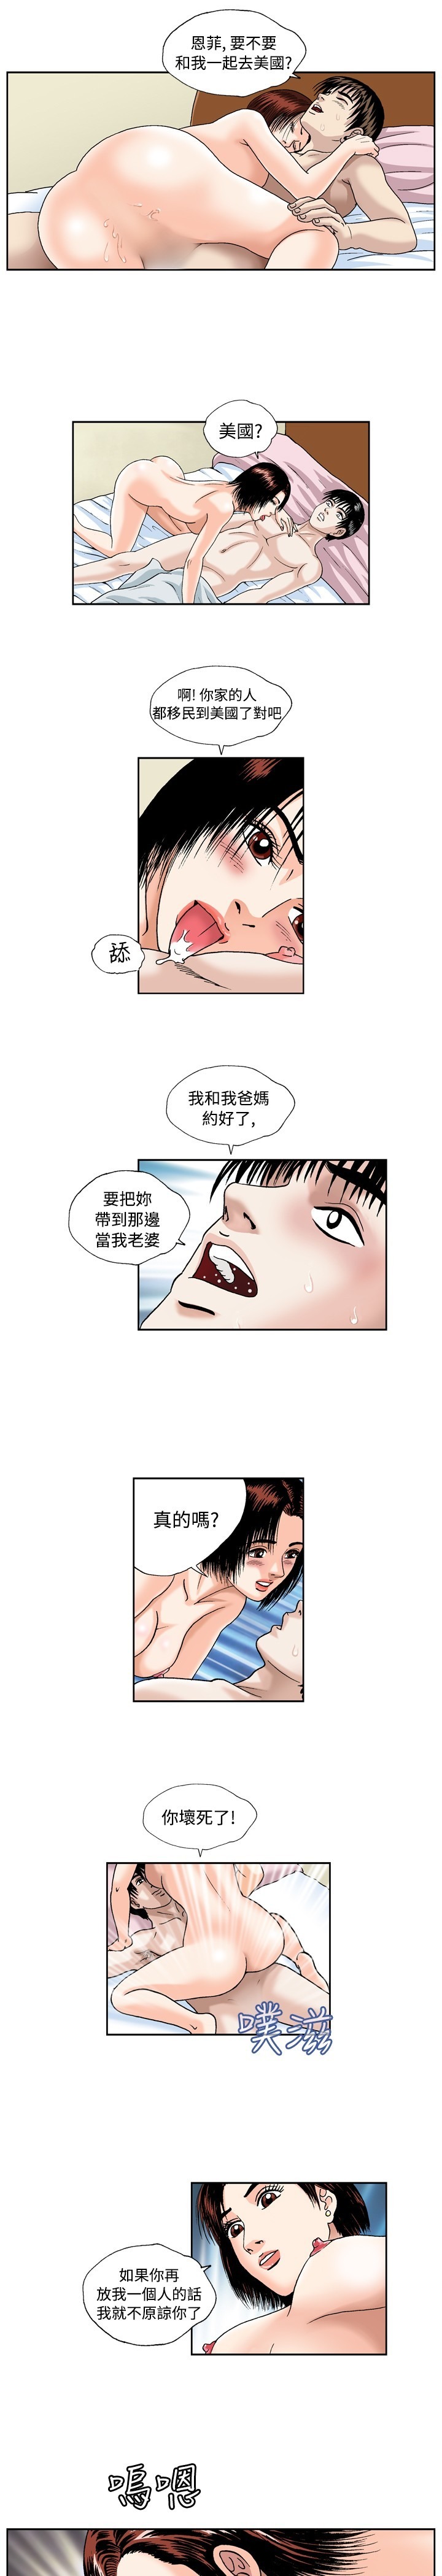 恩菲, 要不要
和我一起去美國?
美國?
啊! 你家的人
都移民到美國了對吧
舔
我和我爸媽
約好了,
要把妳
帶到那邊
當我老婆
真的嗎?
你壞死了!
噗滋
如果你再
放我一個人的話
我就不原諒你了
嗚嗯